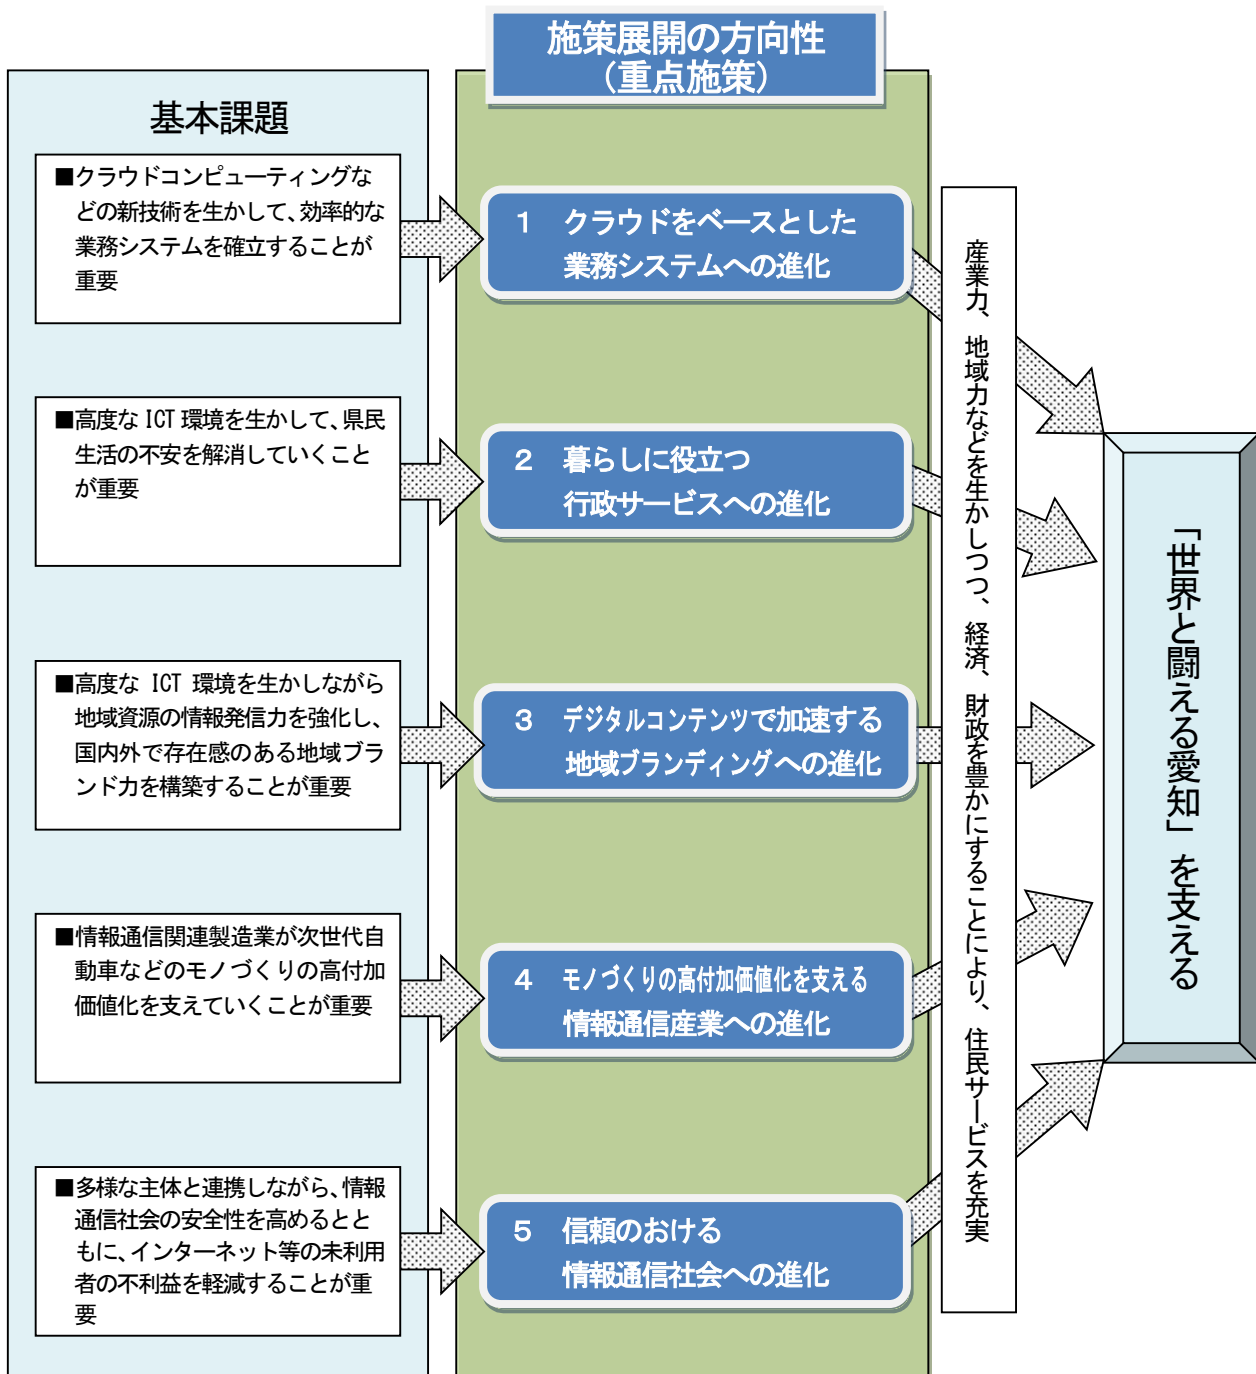 施策展開の方向性
（重点施策）
基本課題
■クラウドコンピューティングな
どの新技術を生かして、効率的な
業務システムを確立することが
重要
1 クラウドをベースとした
業務システムへの進化
■高度な ICT 環境を生かして、県民
生活の不安を解消していくこと
が重要
2 暮らしに役立つ
行政サービスへの進化
■高度な ICT 環境を生かしながら
地域資源の情報発信力を強化し、
国内外で存在感のある地域ブラ
ンド力を構築することが重要
3 デジタルコンテンツで加速する
地域ブランディングへの進化
■情報通信関連製造業が次世代自
動車などのモノづくりの高付加
価値化を支えていくことが重要
4 モノづくりの高付加価値化を支える
情報通信産業への進化
■多様な主体と連携しながら、情報
通信社会の安全性を高めるとと
もに、インターネット等の未利用
者の不利益を軽減することが重
要
5 信頼のおける
情報通信社会への進化
産業力、地域力などを生かしつつ、経済、財政を豊かにすることにより、住民サービスを充実
「世界と闘える愛知」を支える